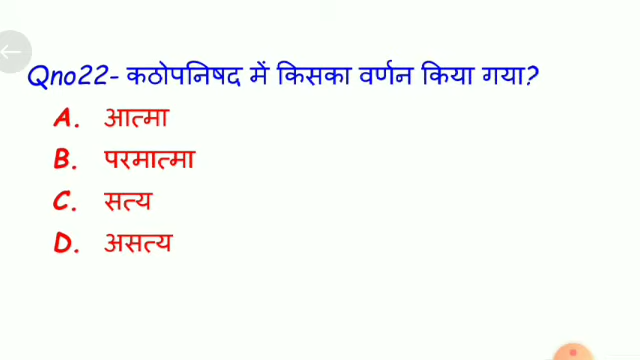 Qno22- कठोपनिषद में किसका वर्णन किया गया?
A. आत्मा
B. परमात्मा
C. सत्य
D. असत्य